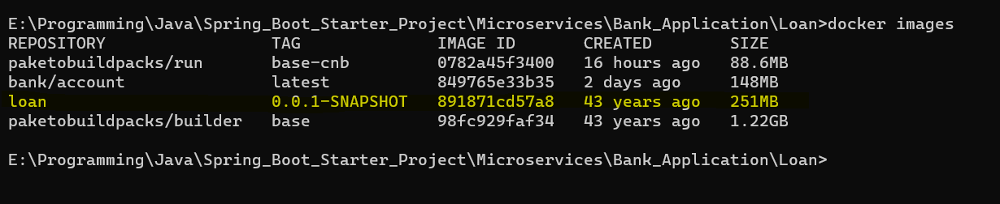 E:\Programming\Java\Spring_Boot_Starter_Project\Microservices\Bank_Application\Loan>docker images
REPOSITORY TAG IMAGE ID CREATED SIZE
paketobuildpacks/run base-cnb 0782a45f3400 16 hours ago 88.6MB
bank/account latest 849765e33b35 2 days ago 148MB
loan 0.0.1-SNAPSHOT 891871cd57a8 43 years ago 251MB
paketobuildpacks/builder base 98fc929faf34 43 years ago 1.22GB
E:\Programming\Java\Spring_Boot_Starter_Project\Microservices\Bank_Application\Loan>